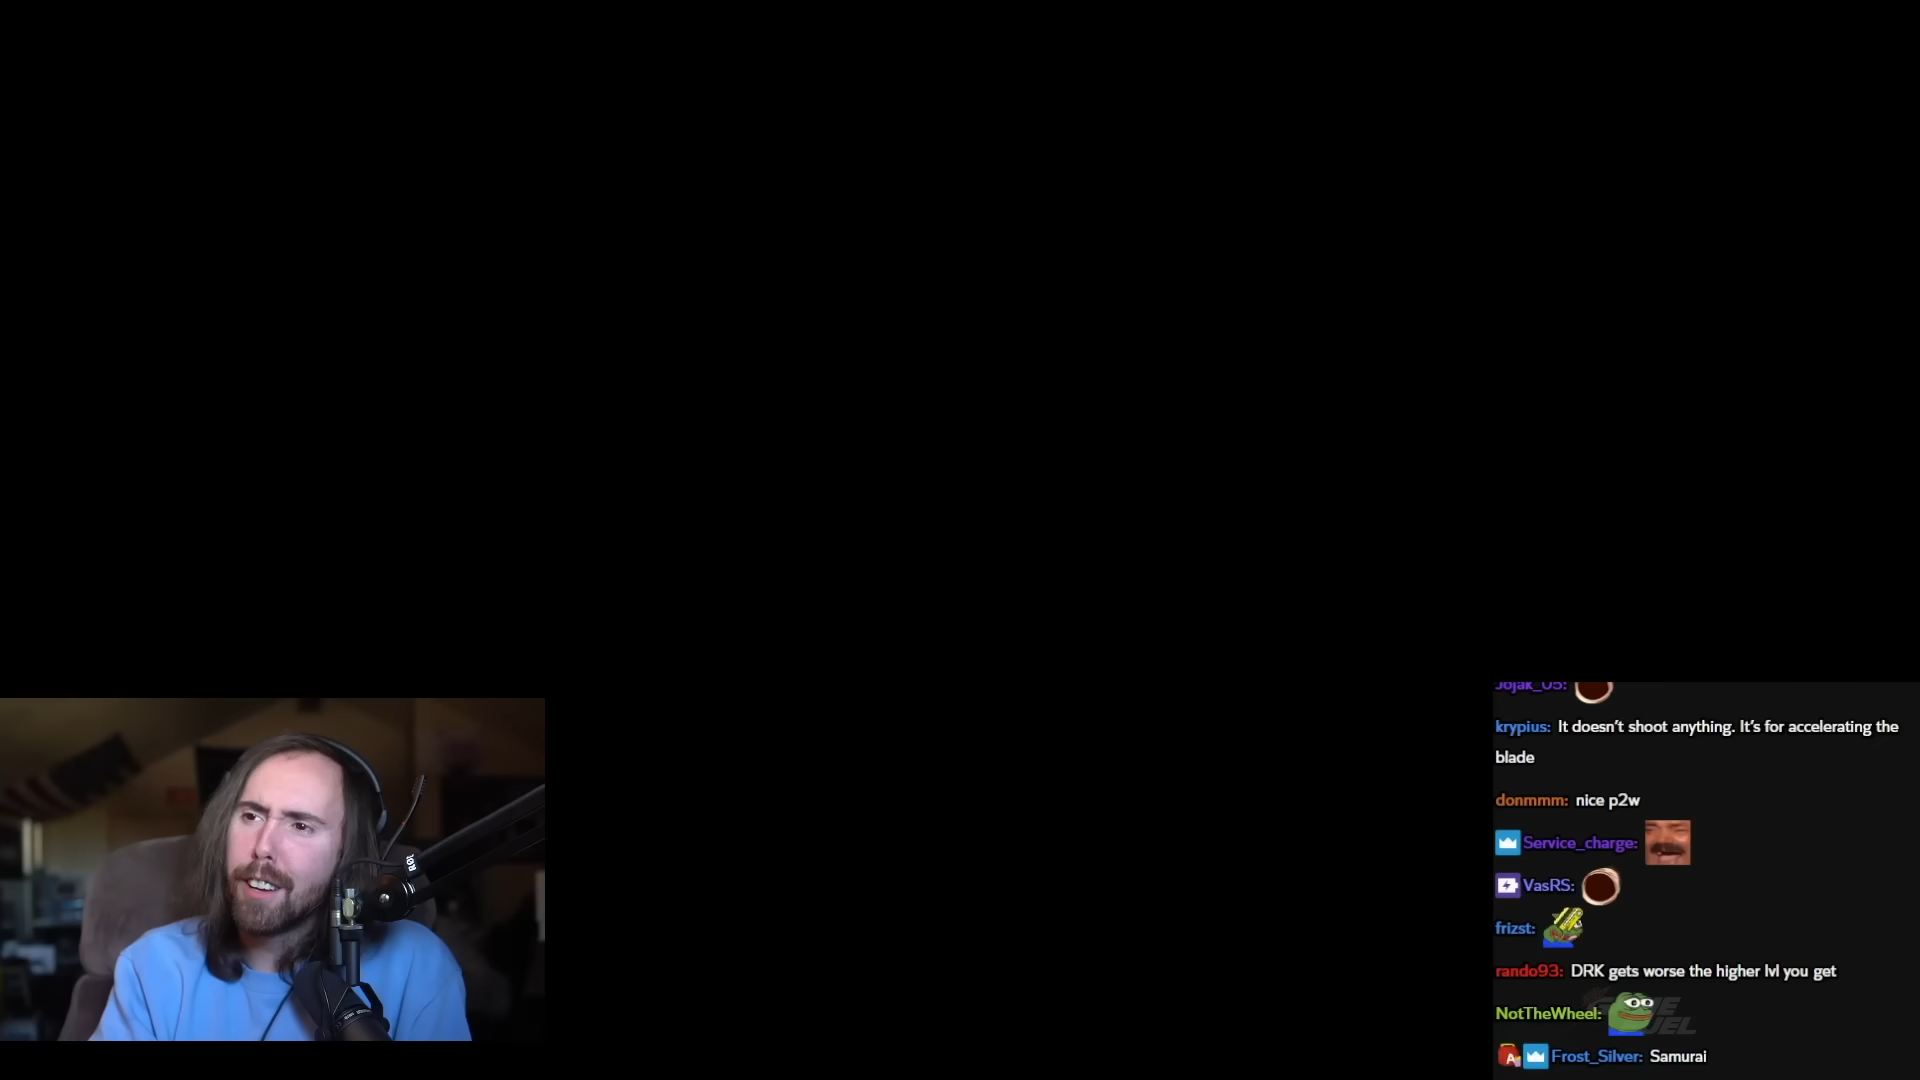 Jojak_05:
krypius: It doesn't shoot anything. It's for accelerating the
blade
donmmm: nice p2w
Service_charge:
VasRS:
frizst:
rando93: DRK gets worse the higher lvl you get
NotTheWheel:
Frost_Silver: Samurai